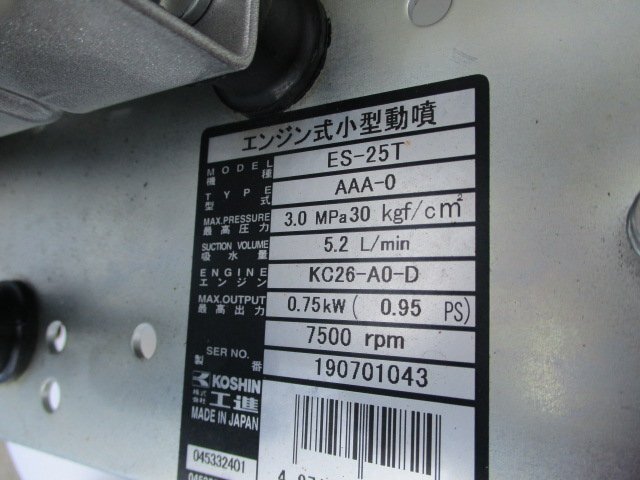 エンジン式小型動噴
MODEL 機種 ES-25T
TYPE 型式 AAA-0
MAX.PRESSURE 最高圧力 3.0 MPa 30 kgf/cm²
SUCTION VOLUME 吸水量 5.2 L/min
ENGINE エンジン KC26-A0-D
MAX.OUTPUT 最高出力 0.75kW ( 0.95 PS)
7500 rpm
SER NO. 製番 190701043
KOSHIN
株式会社 工進
MADE IN JAPAN
045332401